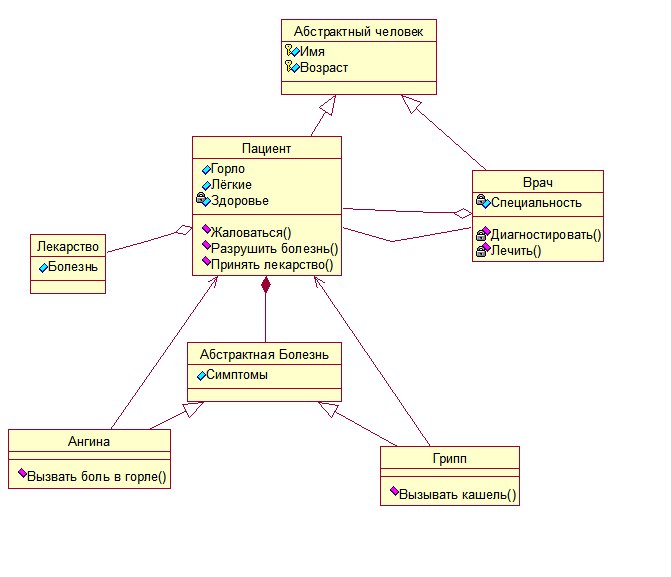 Абстрактный человек
Имя
Возраст
Пациент
Горло
Лёгкие
Здоровье
Жаловаться()
Разрушить болезнь()
Принять лекарство()
Врач
Специальность
Диагностировать()
Лечить()
Лекарство
Болезнь
Абстрактная Болезнь
Симптомы
Ангина
Вызвать боль в горле()
Грипп
Вызывать кашель()